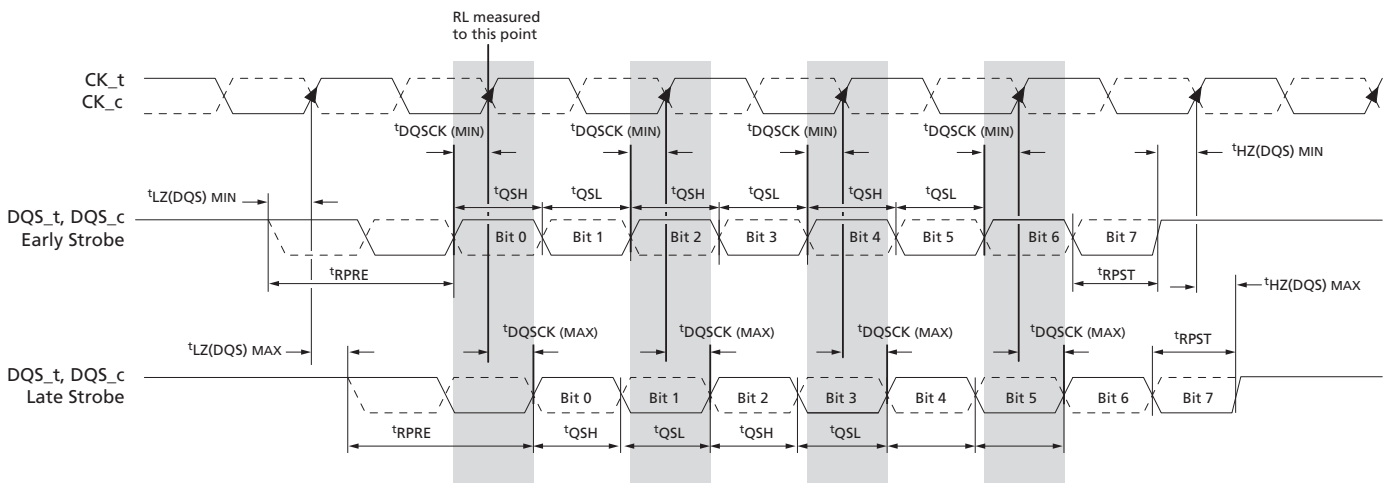 RL measured
to this point
CK_t
CK_c
tDQSCK (MIN) tDQSCK (MIN) tDQSCK (MIN) tDQSCK (MIN)
tHZ(DQS) MIN
tLZ(DQS) MIN
tQSH tQSL tQSH tQSL tQSH tQSL
DQS_t, DQS_c
Early Strobe
Bit 0 Bit 1 Bit 2 Bit 3 Bit 4 Bit 5 Bit 6 Bit 7
tRPRE
tRPST
tHZ(DQS) MAX
tDQSCK (MAX) tDQSCK (MAX) tDQSCK (MAX) tDQSCK (MAX)
tRPST
tLZ(DQS) MAX
DQS_t, DQS_c
Late Strobe
Bit 0 Bit 1 Bit 2 Bit 3 Bit 4 Bit 5 Bit 6 Bit 7
tRPRE
tQSH tQSL tQSH tQSL